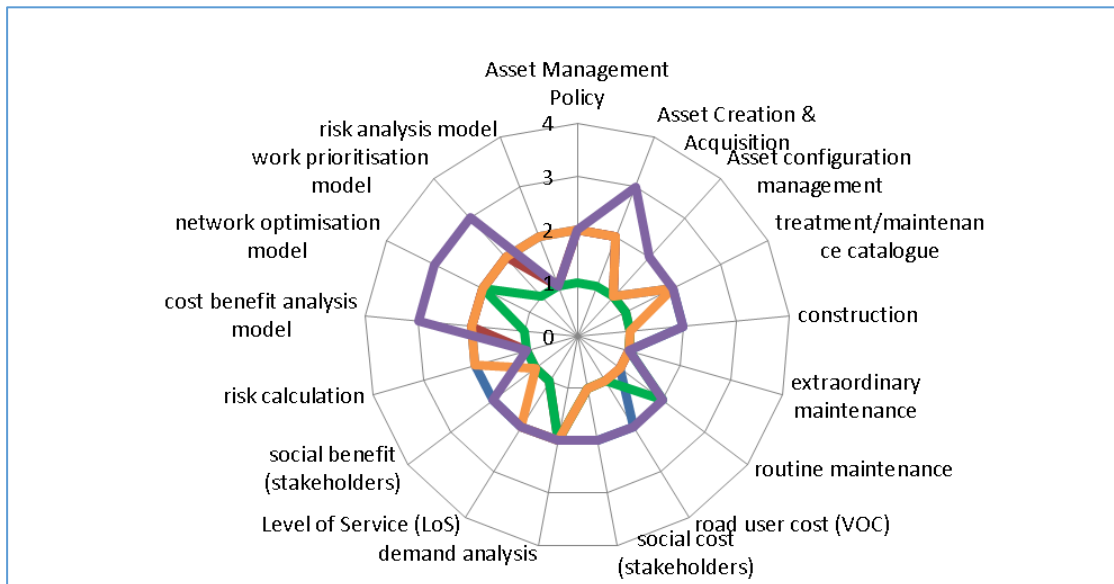 Asset Management
Policy
Asset Creation &
Acquisition
Asset configuration
management
treatment/maintenan
ce catalogue
construction
extraordinary
maintenance
routine maintenance
road user cost (VOC)
social cost
(stakeholders)
demand analysis
Level of Service (LoS)
social benefit
(stakeholders)
risk calculation
cost benefit analysis
model
network optimisation
model
work prioritisation
model
risk analysis model
4
3
2
1
0